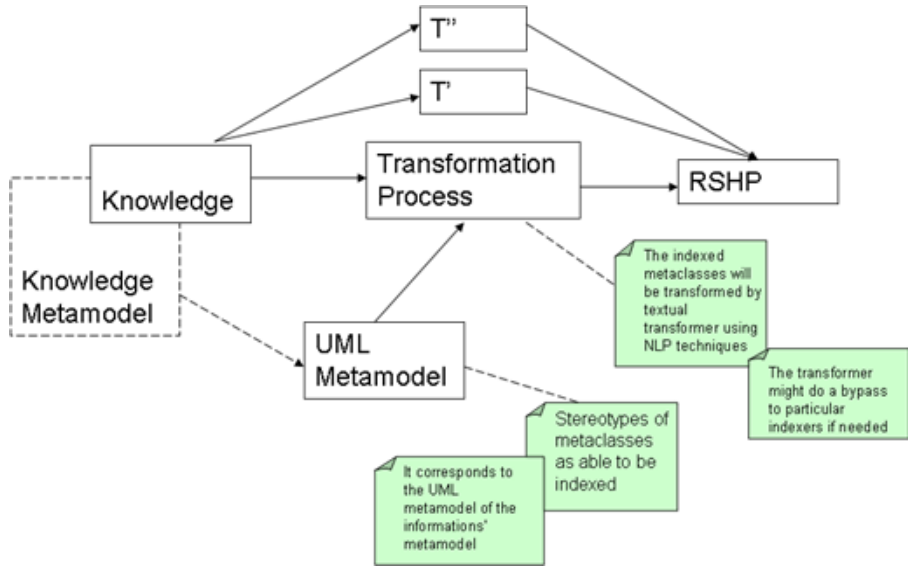 T''
T'
Transformation
Process
Knowledge
RSHP
Knowledge
Metamodel
UML
Metamodel
The indexed
metaclasses will
be transformed by
textual
transformer using
NLP techniques
The transformer
might do a bypass
to particular
indexers if needed
Stereotypes of
metaclasses
as able to be
indexed
It corresponds to
the UML
metamodel of the
informations'
metamodel